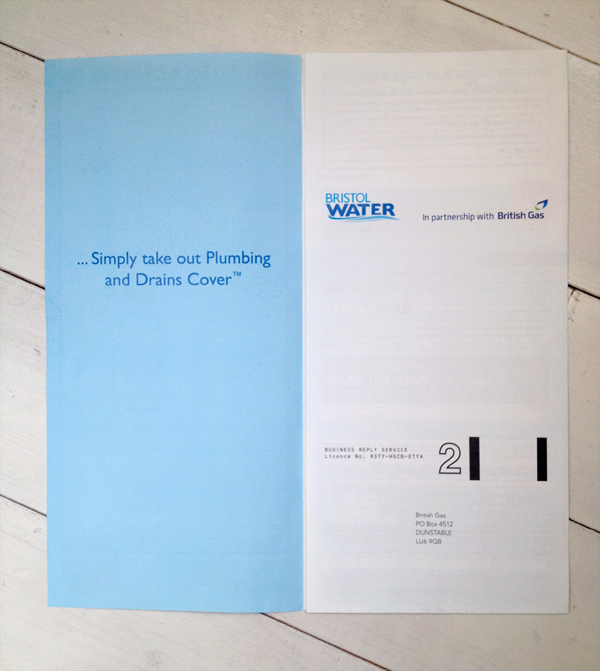 ... Simply take out Plumbing
and Drains Cover™
BRISTOL
WATER
In partnership with British Gas
BUSINESS REPLY SERVICE
Licence No. RSTY-HGCB-ETYA
2
British Gas
PO Box 4512
DUNSTABLE
LU6 9QB